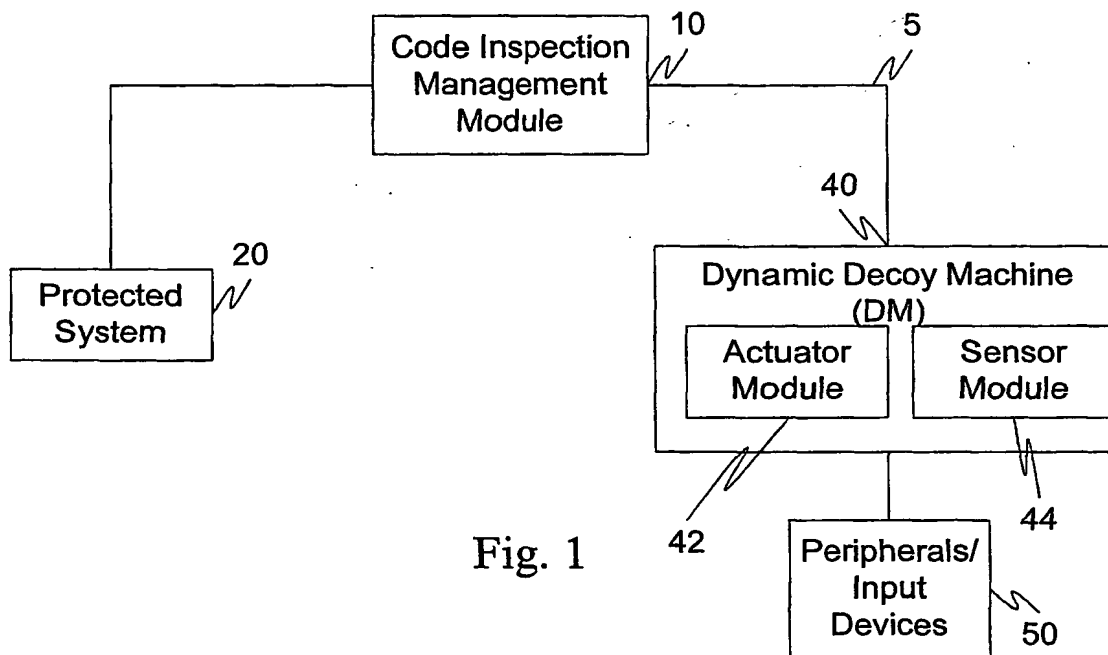 10
5
Code Inspection
Management
Module
40
20
Protected
System
Dynamic Decoy Machine
(DM)
Actuator
Module
Sensor
Module
42
44
Fig. 1
Peripherals/
Input
Devices
50